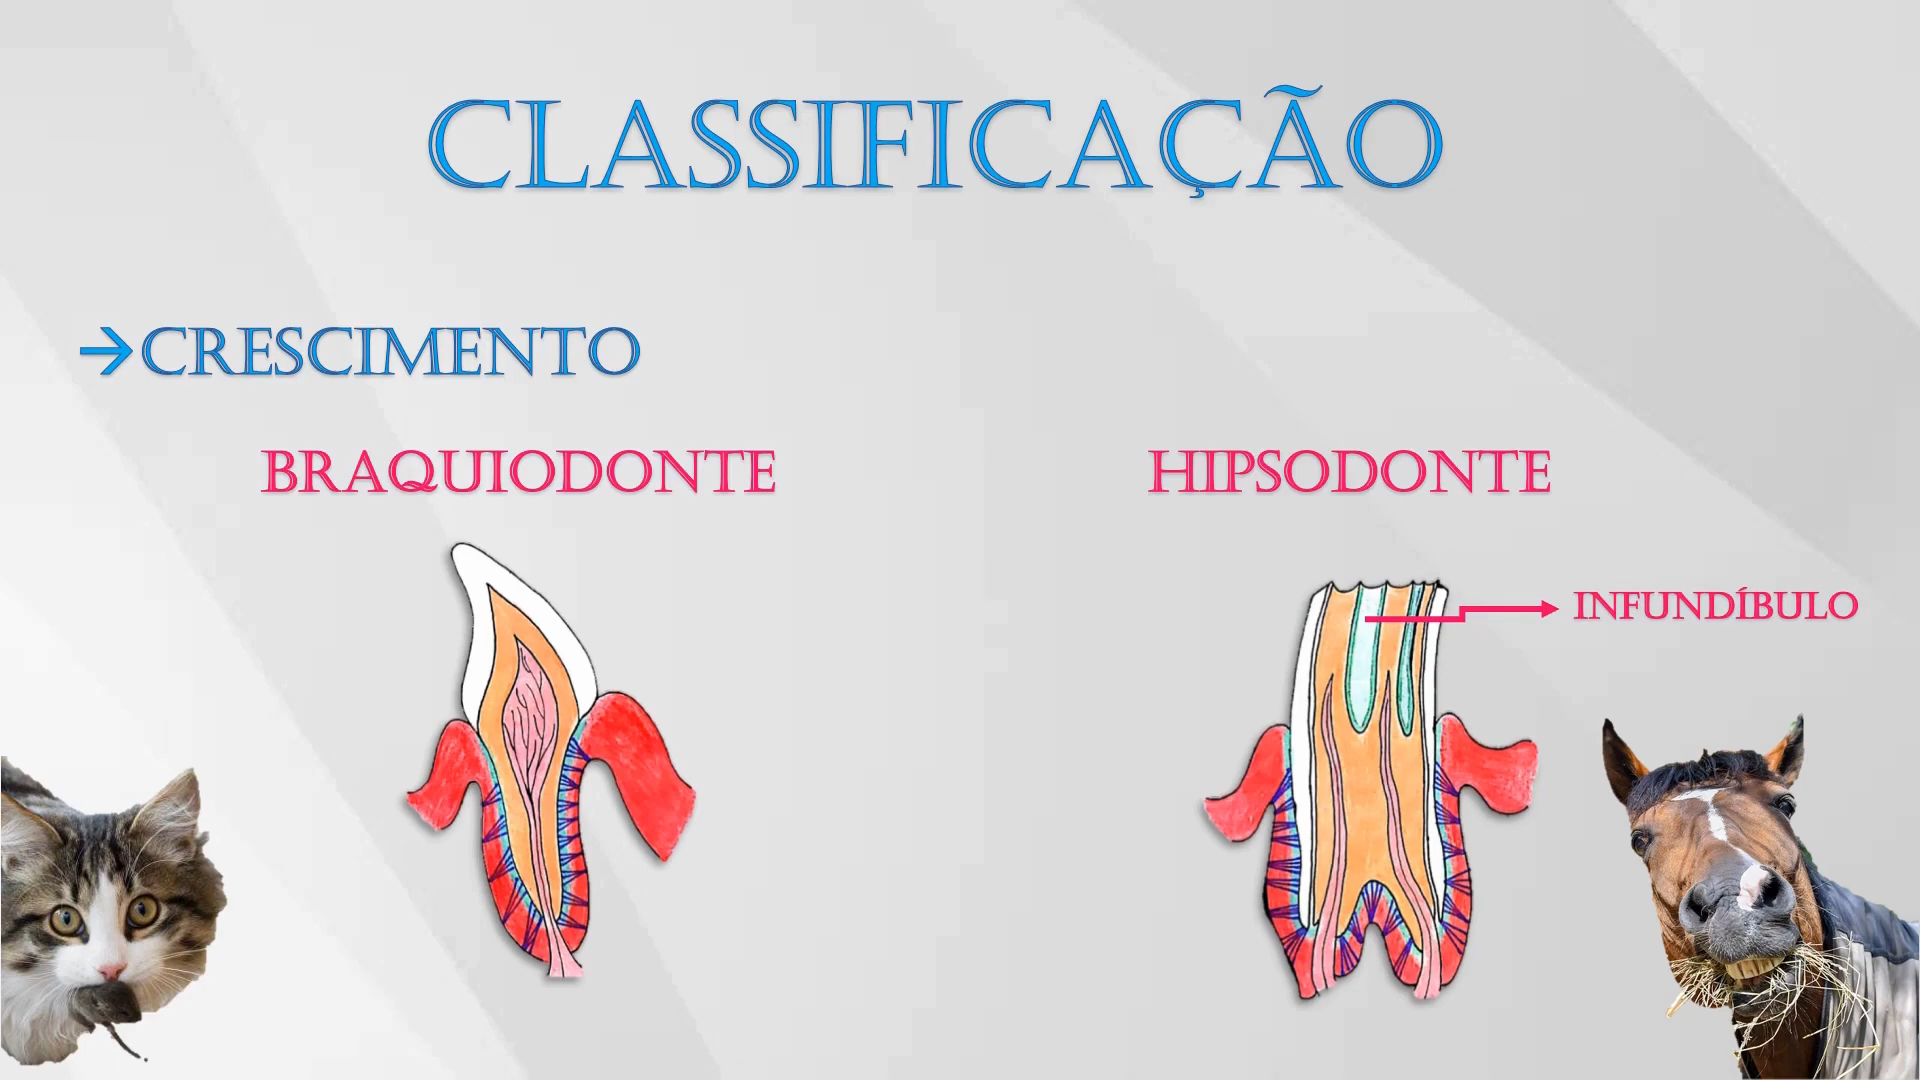 CLASSIFICAÇÃO
→CRESCIMENTO
BRAQUIODONTE
HIPSODONTE
INFUNDÍBULO